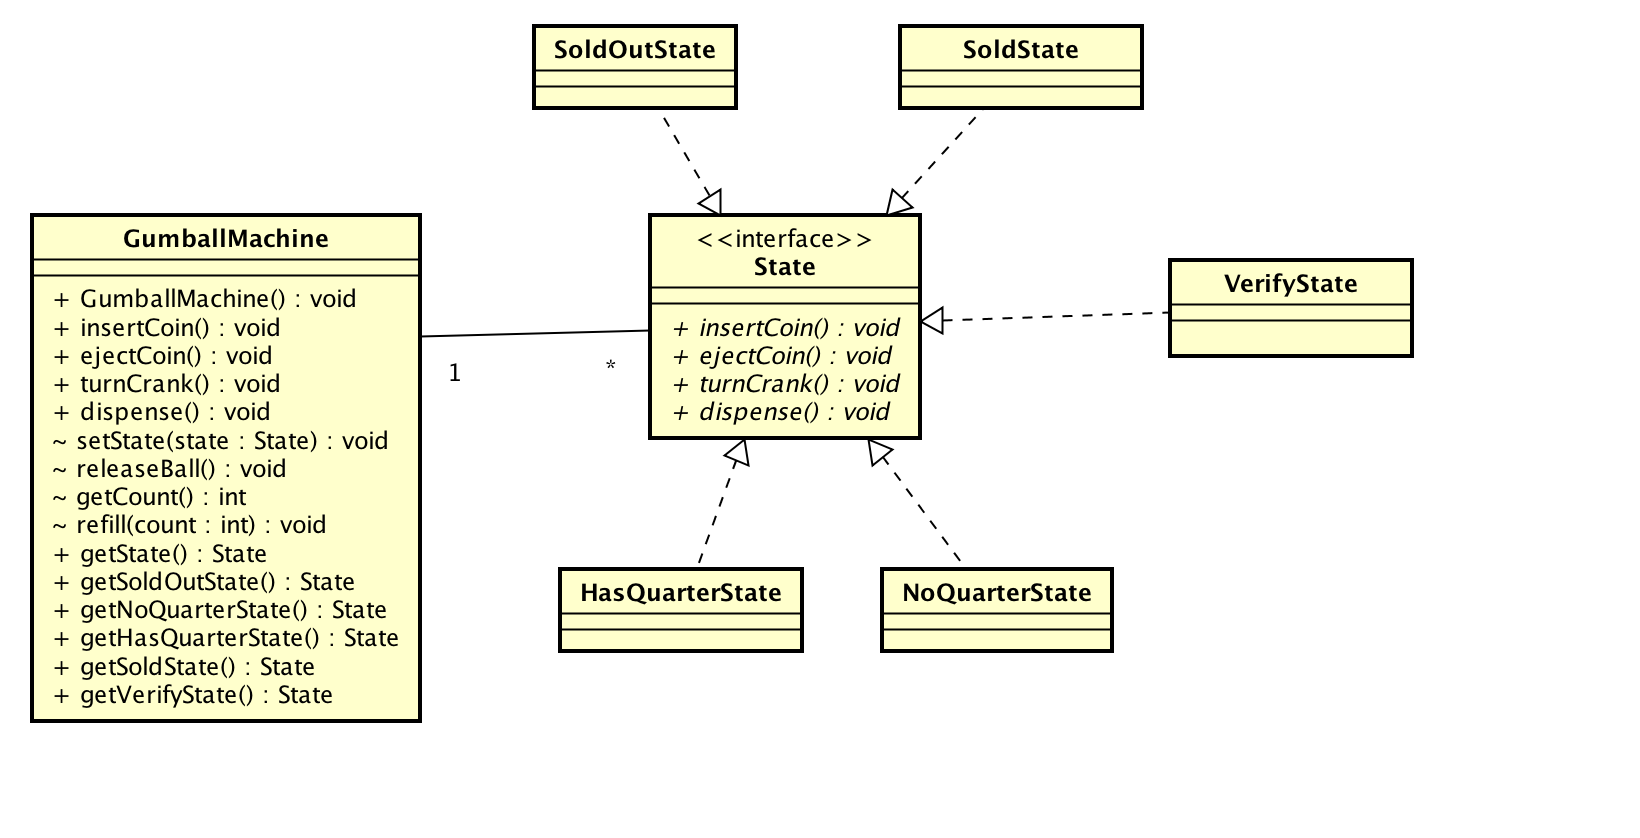 SoldOutState
SoldState
GumballMachine
+ GumballMachine() : void
+ insertCoin() : void
+ ejectCoin() : void
+ turnCrank() : void
+ dispense() : void
~ setState(state : State) : void
~ releaseBall() : void
~ getCount() : int
~ refill(count : int) : void
+ getState() : State
+ getSoldOutState() : State
+ getNoQuarterState() : State
+ getHasQuarterState() : State
+ getSoldState() : State
+ getVerifyState() : State
1
*
<<interface>>
State
+ insertCoin() : void
+ ejectCoin() : void
+ turnCrank() : void
+ dispense() : void
VerifyState
HasQuarterState
NoQuarterState